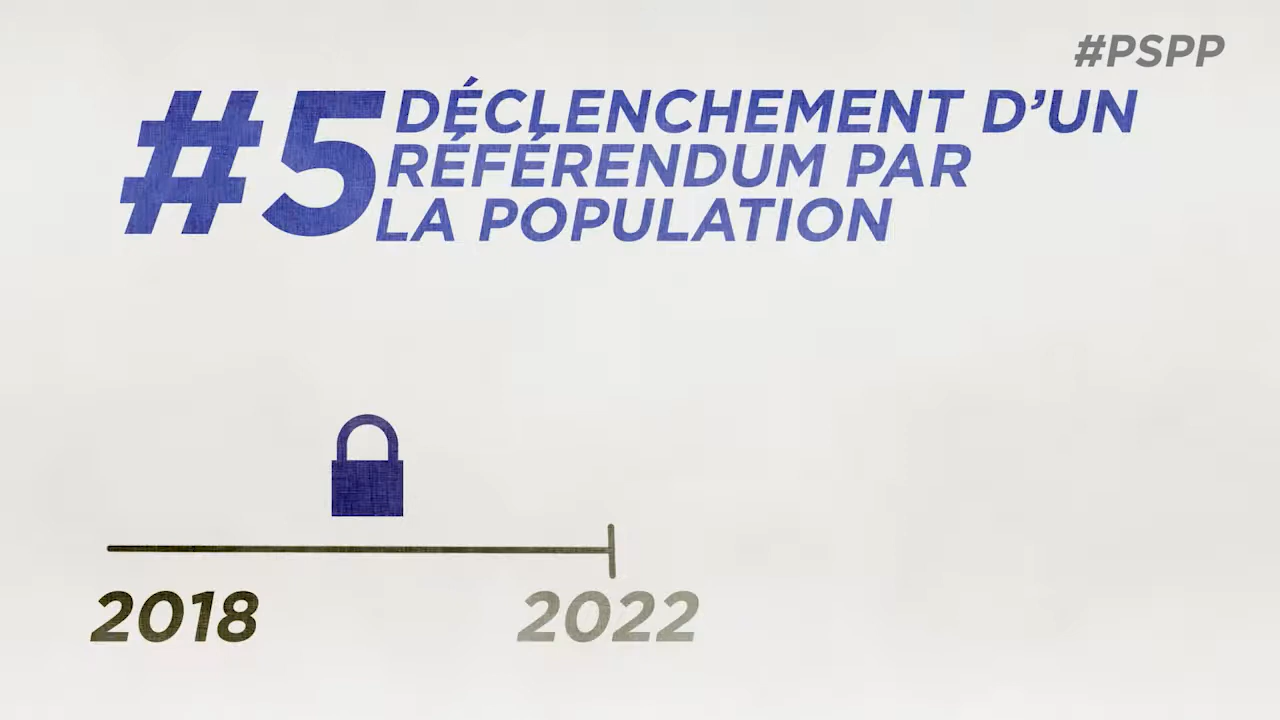 #PSPP
#5 DÉCLENCHEMENT D’UN
RÉFÉRENDUM PAR
LA POPULATION
2018 2022